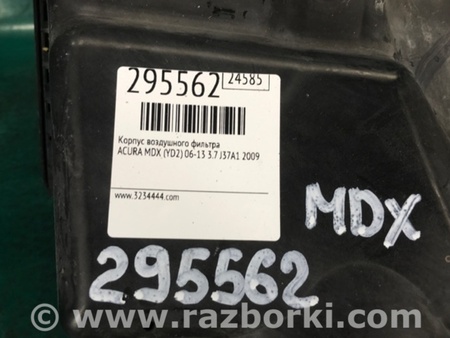 295562 24585
Корпус воздушного фильтра
ACURA MDX (YD2) 06-13 3.7 J37A1 2009
www.3234444.com
MDX
295562
© www.razborki.com